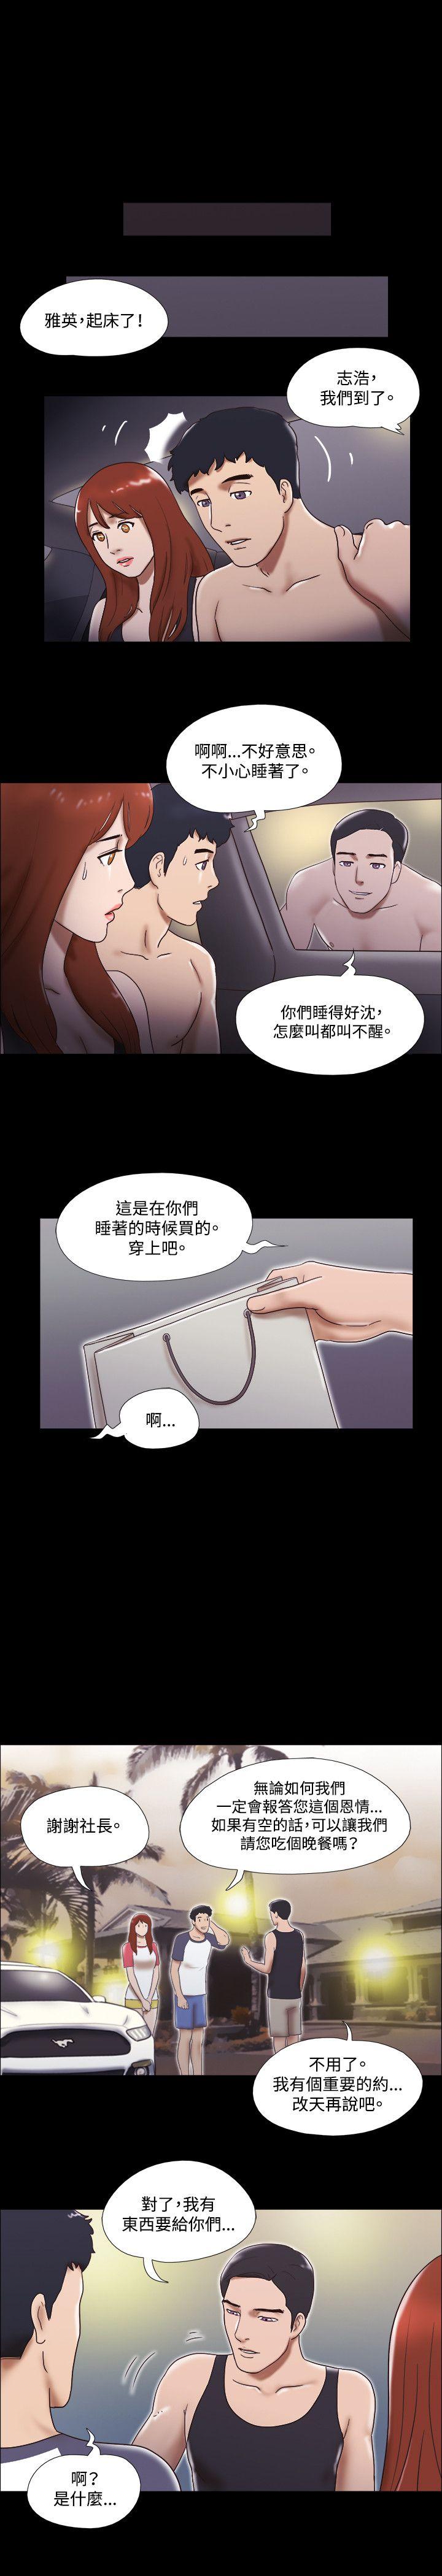 雅英，起床了！
志浩，
我們到了。
啊啊...不好意思。
不小心睡著了。
你們睡得好沈，
怎麼叫都叫不醒。
這是在你們
睡著的時候買的。
穿上吧。
啊...
謝謝社長。
無論如何我們
一定會報答您這個恩情...
如果有空的話，可以讓我們
請您吃個晚餐嗎？
不用了。
我有個重要的約...
改天再說吧。
對了，我有
東西要給你們...
啊？
是什麼...